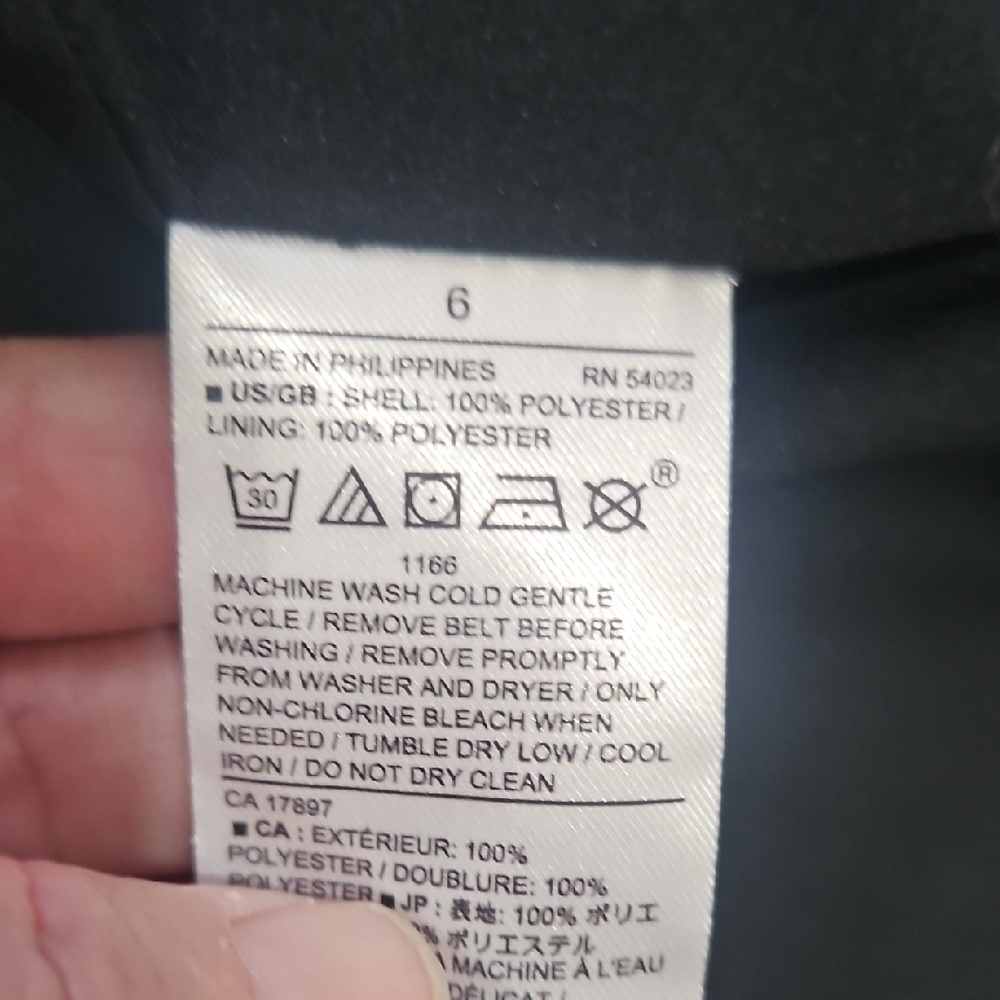 6
MADE IN PHILIPPINES RN 54023
■ US/GB : SHELL: 100% POLYESTER /
LINING: 100% POLYESTER
30
®
1166
MACHINE WASH COLD GENTLE
CYCLE / REMOVE BELT BEFORE
WASHING / REMOVE PROMPTLY
FROM WASHER AND DRYER / ONLY
NON-CHLORINE BLEACH WHEN
NEEDED / TUMBLE DRY LOW / COOL
IRON / DO NOT DRY CLEAN
CA 17897
■ CA : EXTÉRIEUR: 100%
POLYESTER / DOUBLURE: 100%
POLYESTER ■ JP : 表地: 100% ポリエ
% ポリエステル
MACHINE À L'EAU
DÉLICAT /